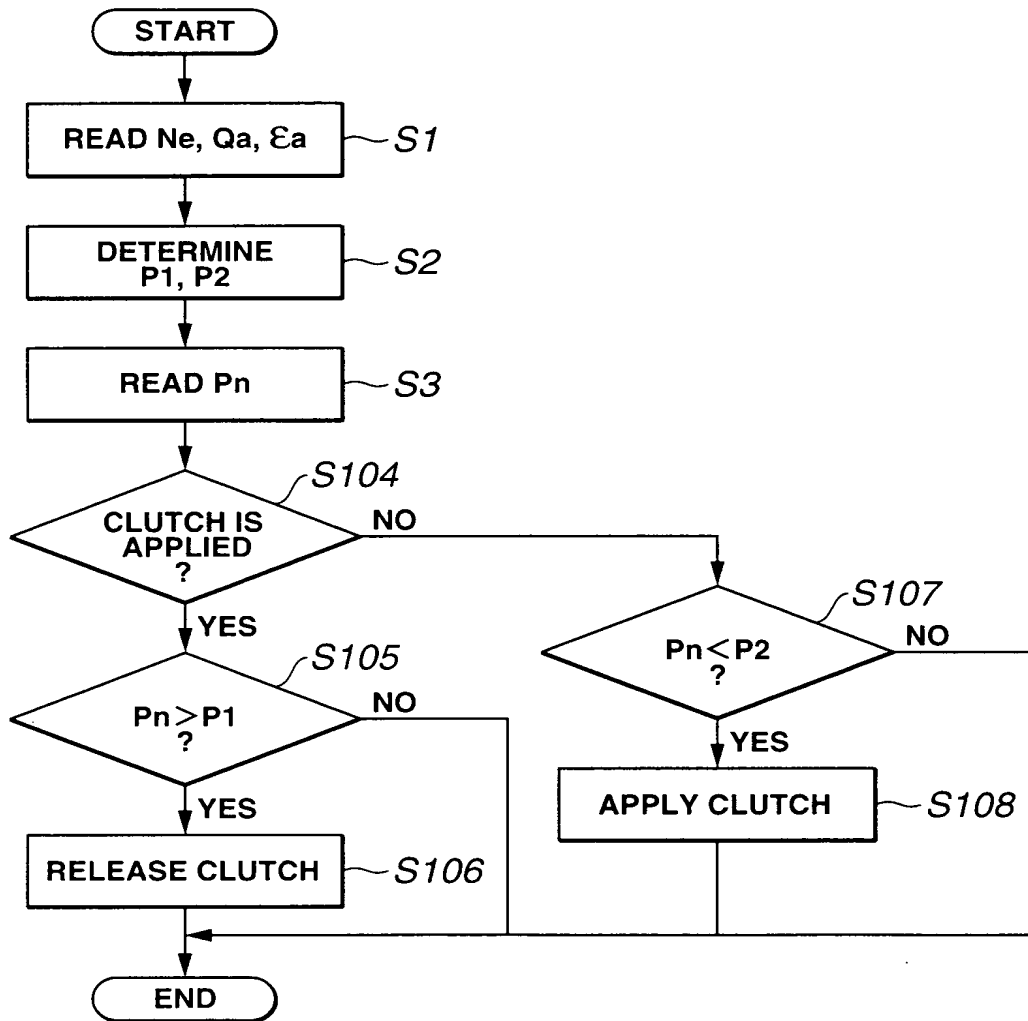 START
READ Ne, Qa, Ɛa
S1
DETERMINE
P1, P2
S2
READ Pn
S3
S104
CLUTCH IS
APPLIED
?
NO
YES
S105
Pn>P1
?
NO
YES
RELEASE CLUTCH
S106
S107
Pn<P2
?
NO
YES
APPLY CLUTCH
S108
END